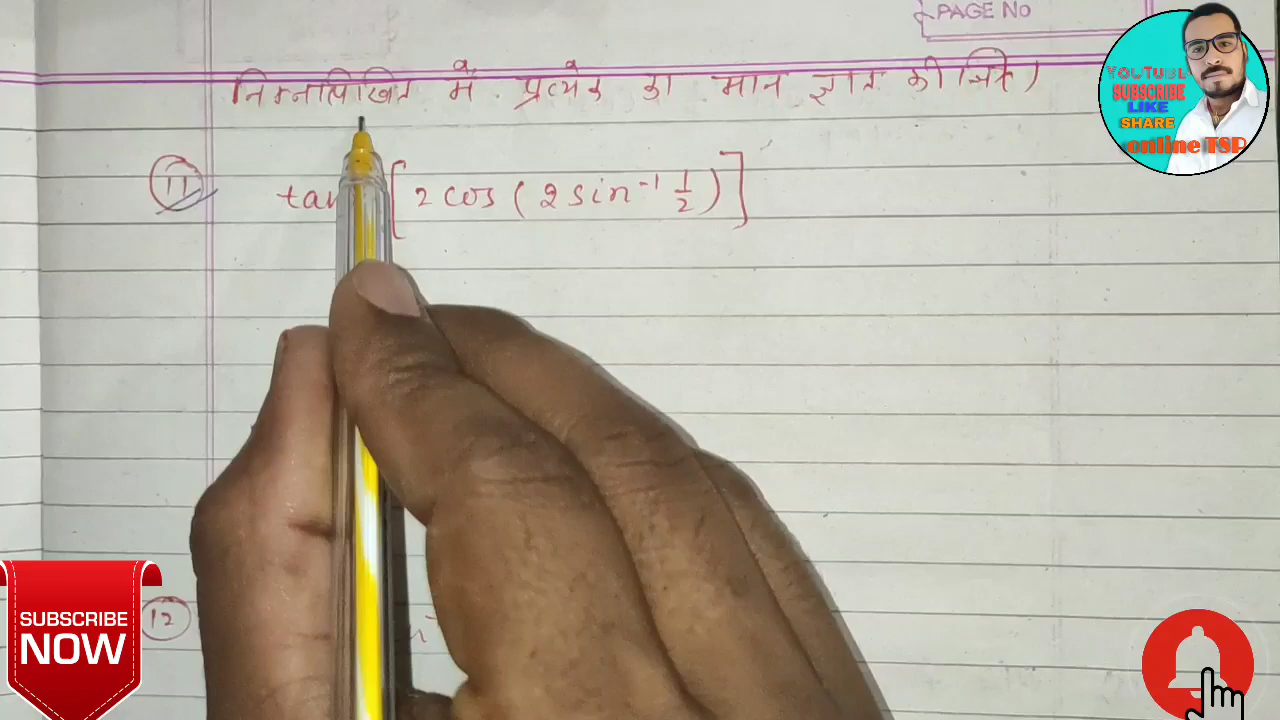 PAGE No
निम्नलिखित में प्रत्येक का मान ज्ञात कीजिए।
11 tan [ 2 cos ( 2 sin⁻¹ 1/2 ) ]
12
YOUTUBE
SUBSCRIBE
LIKE
SHARE
online TSP
SUBSCRIBE
NOW